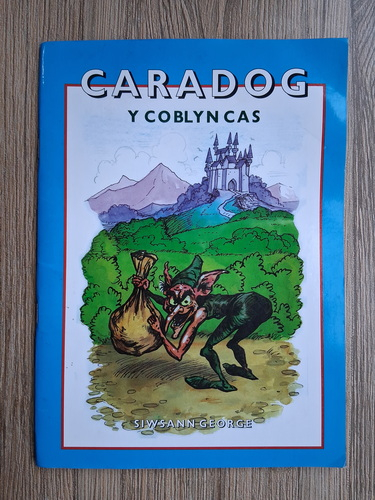 CARADOG
Y COBLYN CAS
SIWSANN GEORGE